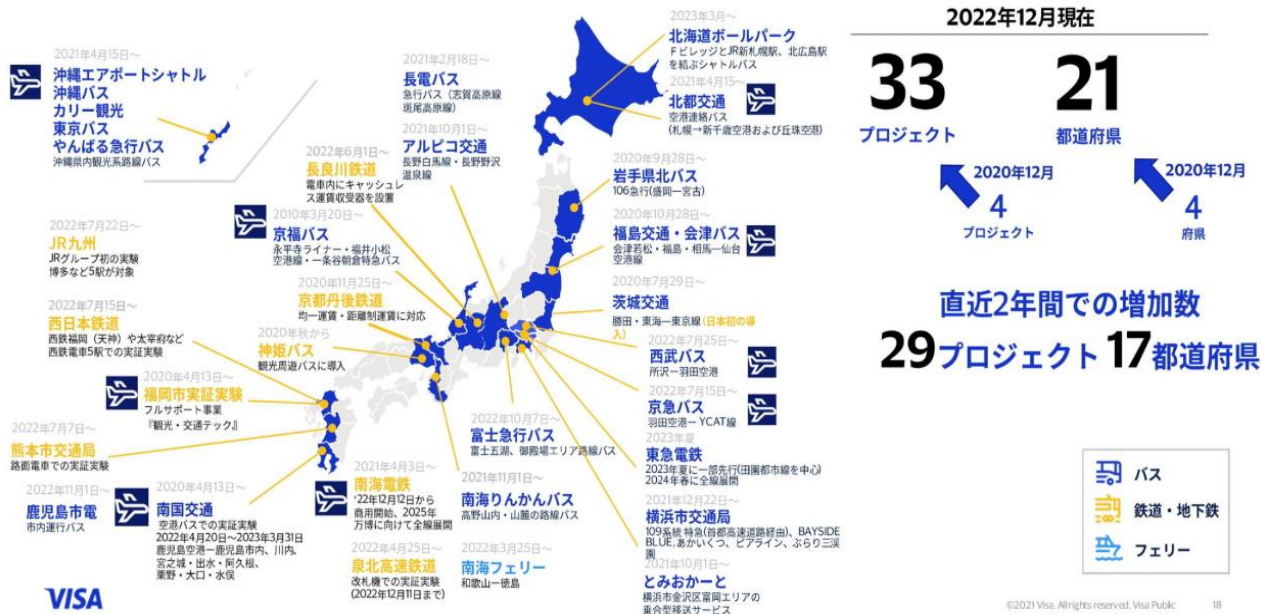 2021年4月15日～
沖縄エアポートシャトル
沖縄バス
カリー観光
東京バス
やんばる急行バス
沖縄県内観光系路線バス
2021年2月18日～
長電バス
急行バス（志賀高原線
斑尾高原線）
2021年10月1日～
アルピコ交通
長野白馬線・長野野沢
温泉線
2022年6月1日～
長良川鉄道
電車内にキャッシュレ
ス運賃収受器を設置
2010年3月20日～
京福バス
永平寺ライナー・福井小松
空港線・一条谷朝倉特急バス
2020年11月25日～
京都丹後鉄道
均一運賃・距離制運賃に対応
2020年秋から
神姫バス
観光周遊バスに導入
2022年7月22日～
JR九州
JRグループ初の実験
博多など5駅が対象
2022年7月15日～
西日本鉄道
西鉄福岡（天神）や太宰府など
西鉄電車5駅での実証実験
2020年4月13日～
福岡市実証実験
フルサポート事業
『観光・交通テック』
2022年7月7日～
熊本市交通局
路面電車での実証実験
2022年11月1日～
鹿児島市電
市内運行バス
2020年4月13日～
南国交通
空港バスでの実証実験
2022年4月20日～2023年3月31日
鹿児島空港ー鹿児島市内、川内、
宮之城・出水・阿久根、
栗野・大口・水俣
2021年4月3日～
南海電鉄
'22年12月12日から
商用開始、2025年
万博に向けて全線展開
2022年4月25日～
泉北高速鉄道
改札機での実証実験
(2022年12月11日まで)
2022年10月7日～
富士急行バス
富士五湖、御殿場エリア路線バス
2021年11月1日～
南海りんかんバス
高野山内・山麓の路線バス
2022年3月25日～
南海フェリー
和歌山ー徳島
2023年3月～
北海道ボールパーク
FビレッジとJR新札幌駅、北広島駅
を結ぶシャトルバス
2021年4月15～
北都交通
空港連絡バス
(札幌→新千歳空港および丘珠空港)
2020年9月28日～
岩手県北バス
106急行(盛岡ー宮古)
2020年10月28日～
福島交通・会津バス
会津若松・福島・相馬ー仙台
空港線
2020年7月29日～
茨城交通
勝田・東海ー東京線 (日本初の導
入)
2022年7月25日～
西武バス
所沢ー羽田空港
2022年7月15日～
京急バス
羽田空港ー YCAT線
2023年夏
東急電鉄
2023年夏に一部先行(田園都市線を中心)
2024年春に全線展開
2021年12月22日～
横浜市交通局
109系統 特急(首都高速道路経由)、BAYSIDE
BLUE、あかいくつ、ピアライン、ぶらり三渓
園
2021年10月1日～
とみおかーと
横浜市金沢区富岡エリアの
乗合型移送サービス
2022年12月現在
33
プロジェクト
21
都道府県
2020年12月
4
プロジェクト
2020年12月
4
府県
直近2年間での増加数
29プロジェクト 17都道府県
バス
鉄道・地下鉄
フェリー
VISA
©2021 Visa. All rights reserved. Visa Public
18